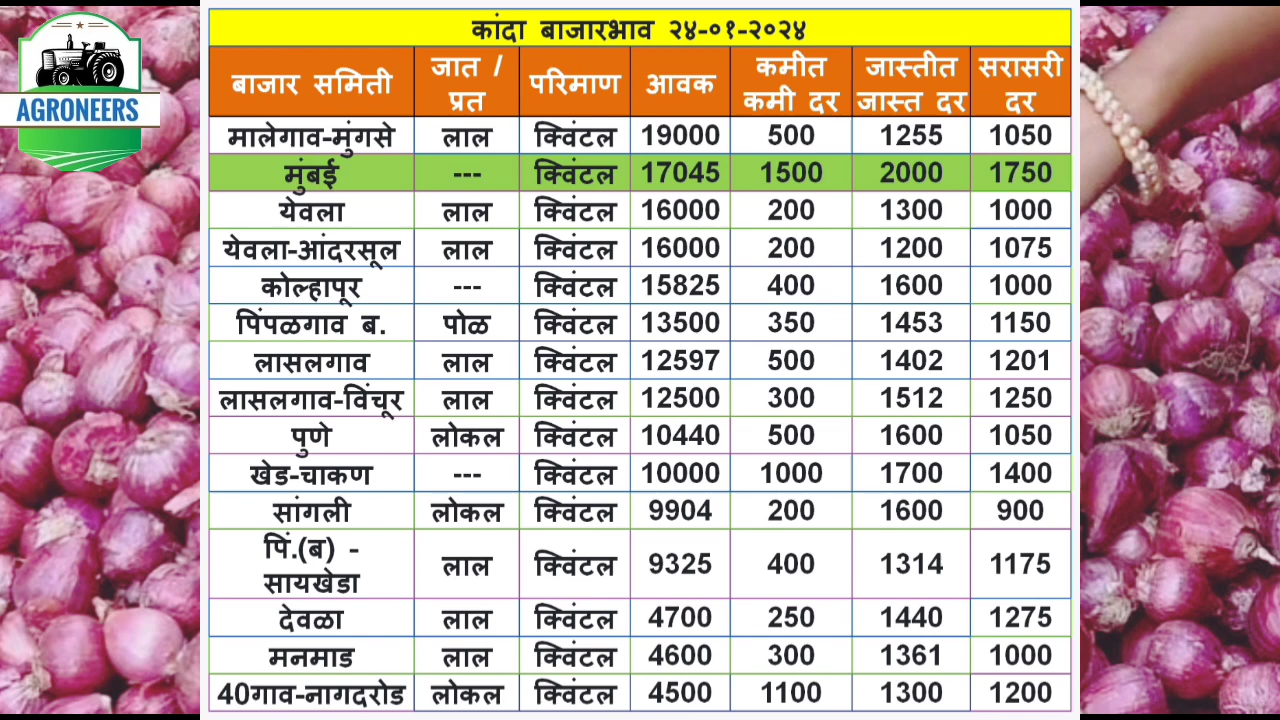 AGRONEERS
कांदा बाजारभाव २४-०१-२०२४
बाजार समिती जात / प्रत परिमाण आवक कमीत कमी दर जास्तीत जास्त दर सरासरी दर
मालेगाव-मुंगसे लाल क्विंटल 19000 500 1255 1050
मुंबई --- क्विंटल 17045 1500 2000 1750
येवला लाल क्विंटल 16000 200 1300 1000
येवला-आंदरसूल लाल क्विंटल 16000 200 1200 1075
कोल्हापूर --- क्विंटल 15825 400 1600 1000
पिंपळगाव ब. पोळ क्विंटल 13500 350 1453 1150
लासलगाव लाल क्विंटल 12597 500 1402 1201
लासलगाव-विंचूर लाल क्विंटल 12500 300 1512 1250
पुणे लोकल क्विंटल 10440 500 1600 1050
खेड-चाकण --- क्विंटल 10000 1000 1700 1400
सांगली लोकल क्विंटल 9904 200 1600 900
पिं.(ब) - सायखेडा लाल क्विंटल 9325 400 1314 1175
देवळा लाल क्विंटल 4700 250 1440 1275
मनमाड लाल क्विंटल 4600 300 1361 1000
40गाव-नागदरोड लोकल क्विंटल 4500 1100 1300 1200